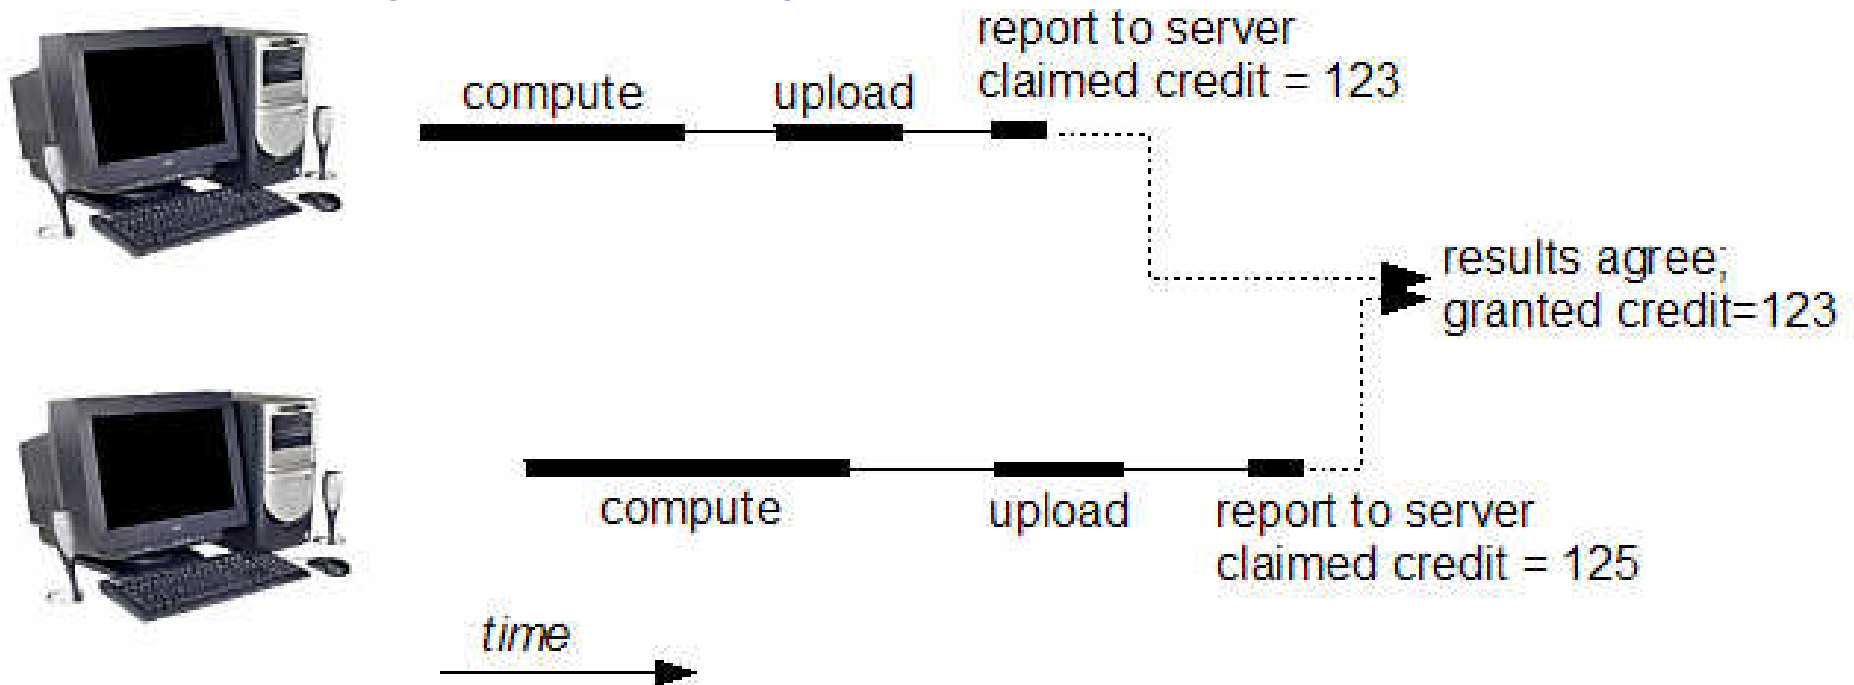 report to server
claimed credit = 123
compute
upload
results agree;
granted credit=123
compute
upload
report to server
claimed credit = 125
time